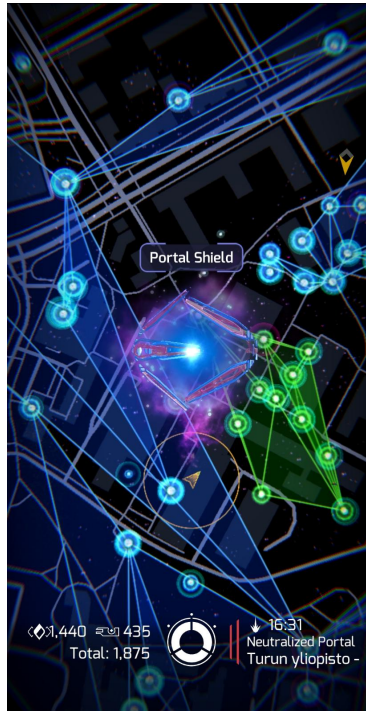 Portal Shield
1,440 435
Total: 1,875
16:31
Neutralized Portal
Turun yliopisto -